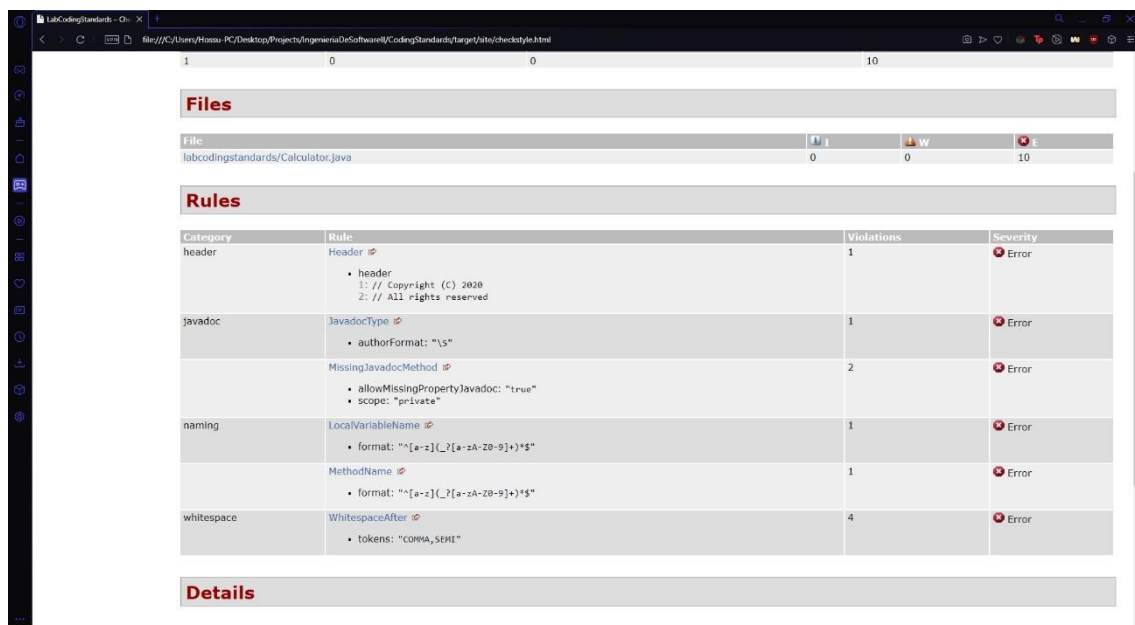 LabCodingStandards – Che
VPN file:///C:/Users/Hossu-PC/Desktop/Projects/IngenieriaDeSoftwareII/CodingStandards/target/site/checkstyle.html
1 0 0 10
Files
File I W E
labcodingstandards/Calculator.java 0 0 10
Rules
Category Rule Violations Severity
header Header 1 Error
• header
1: // Copyright (C) 2020
2: // All rights reserved
javadoc JavadocType 1 Error
• authorFormat: "\S"
MissingJavadocMethod 2 Error
• allowMissingPropertyJavadoc: "true"
• scope: "private"
naming LocalVariableName 1 Error
• format: "^[a-z](_?[a-zA-Z0-9]+)*$"
MethodName 1 Error
• format: "^[a-z](_?[a-zA-Z0-9]+)*$"
whitespace WhitespaceAfter 4 Error
• tokens: "COMMA,SEMI"
Details